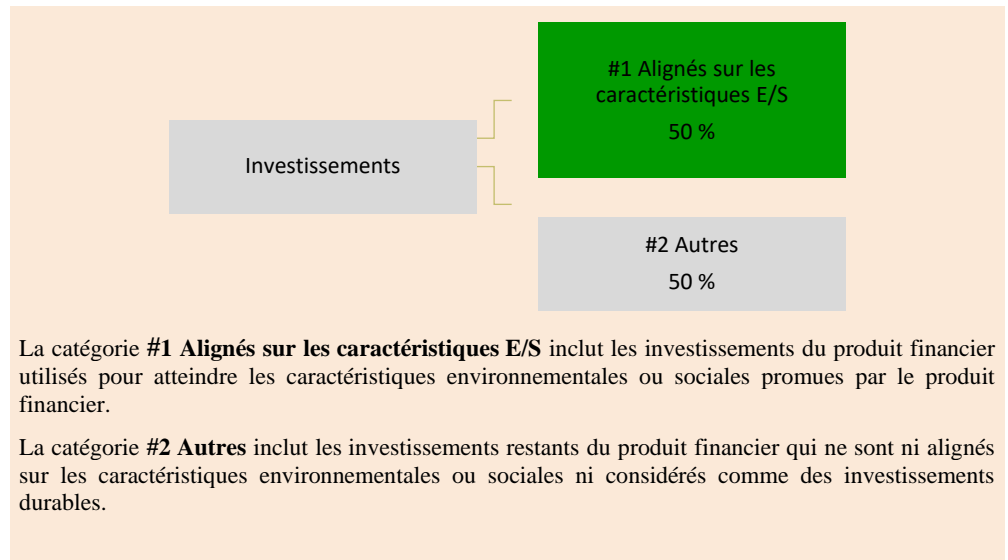 #1 Alignés sur les
caractéristiques E/S
50 %
Investissements
#2 Autres
50 %
La catégorie #1 Alignés sur les caractéristiques E/S inclut les investissements du produit financier
utilisés pour atteindre les caractéristiques environnementales ou sociales promues par le produit
financier.
La catégorie #2 Autres inclut les investissements restants du produit financier qui ne sont ni alignés
sur les caractéristiques environnementales ou sociales ni considérés comme des investissements
durables.